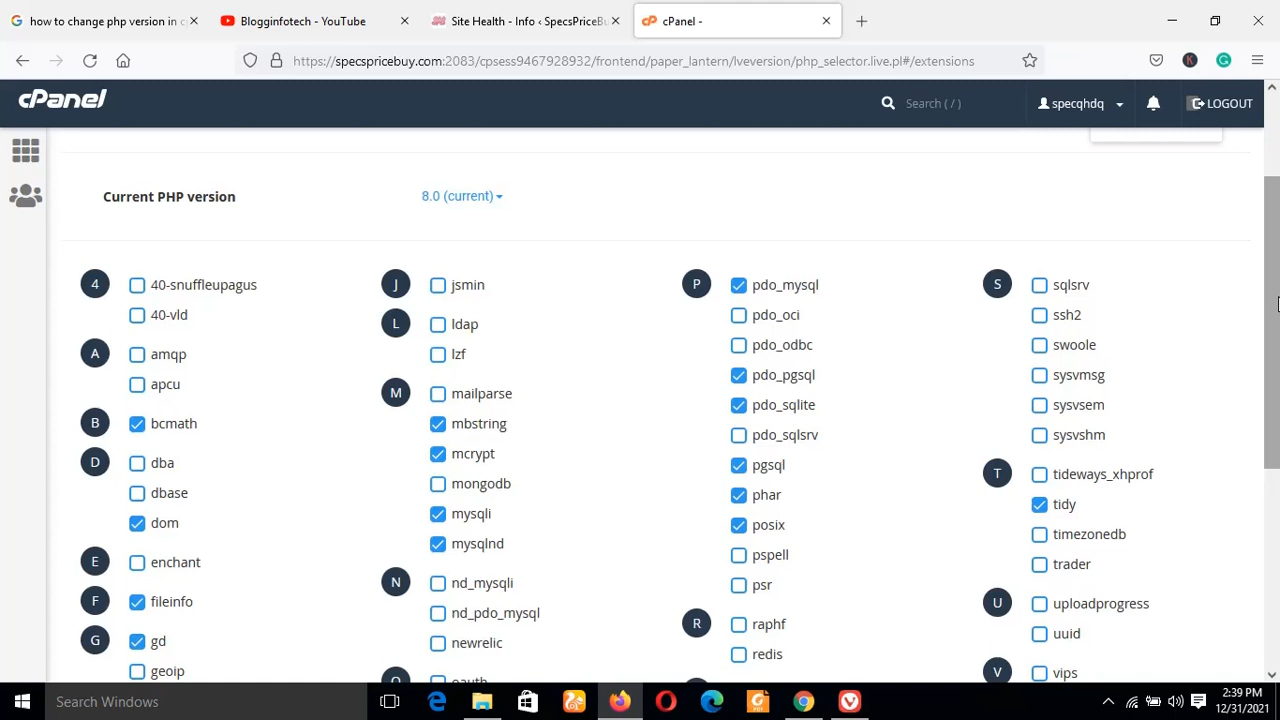 how to change php version in c
Blogginfotech - YouTube
Site Health - Info ‹ SpecsPriceBu
cPanel -
https://specspricebuy.com:2083/cpsess9467928932/frontend/paper_lantern/lveversion/php_selector.live.pl#/extensions
cPanel
Search ( / )
specqhdq
LOGOUT
Current PHP version
8.0 (current)
4
40-snuffleupagus
40-vld
A
amqp
apcu
B
bcmath
D
dba
dbase
dom
E
enchant
F
fileinfo
G
gd
geoip
J
jsmin
L
ldap
lzf
M
mailparse
mbstring
mcrypt
mongodb
mysqli
mysqlnd
N
nd_mysqli
nd_pdo_mysql
newrelic
O
oauth
P
pdo_mysql
pdo_oci
pdo_odbc
pdo_pgsql
pdo_sqlite
pdo_sqlsrv
pgsql
phar
posix
pspell
psr
R
raphf
redis
S
sqlsrv
ssh2
swoole
sysvmsg
sysvsem
sysvshm
T
tideways_xhprof
tidy
timezonedb
trader
U
uploadprogress
uuid
V
vips
Search Windows
2:39 PM
12/31/2021